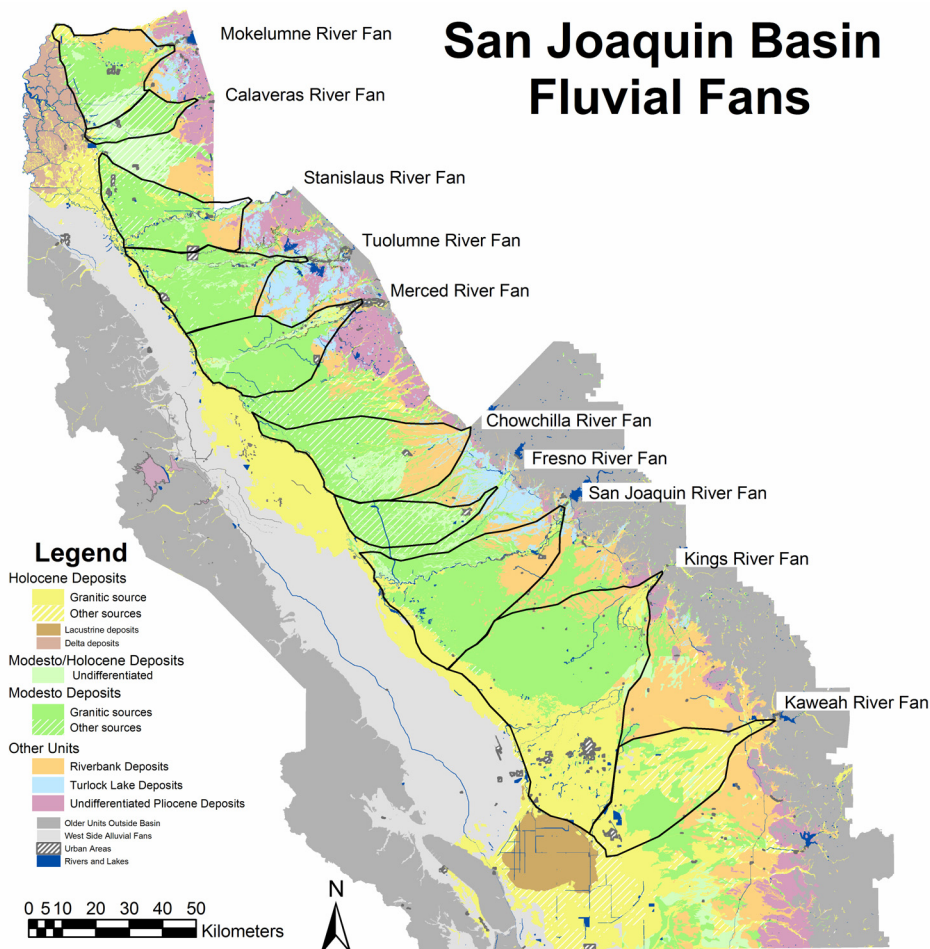 San Joaquin Basin
Fluvial Fans
Mokelumne River Fan
Calaveras River Fan
Stanislaus River Fan
Tuolumne River Fan
Merced River Fan
Chowchilla River Fan
Fresno River Fan
San Joaquin River Fan
Kings River Fan
Kaweah River Fan
Legend
Holocene Deposits
Granitic source
Other sources
Lacustrine deposits
Delta deposits
Modesto/Holocene Deposits
Undifferentiated
Modesto Deposits
Granitic sources
Other sources
Other Units
Riverbank Deposits
Turlock Lake Deposits
Undifferentiated Pliocene Deposits
Older Units Outside Basin
West Side Alluvial Fans
Urban Areas
Rivers and Lakes
0 5 10 20 30 40 50
Kilometers
N